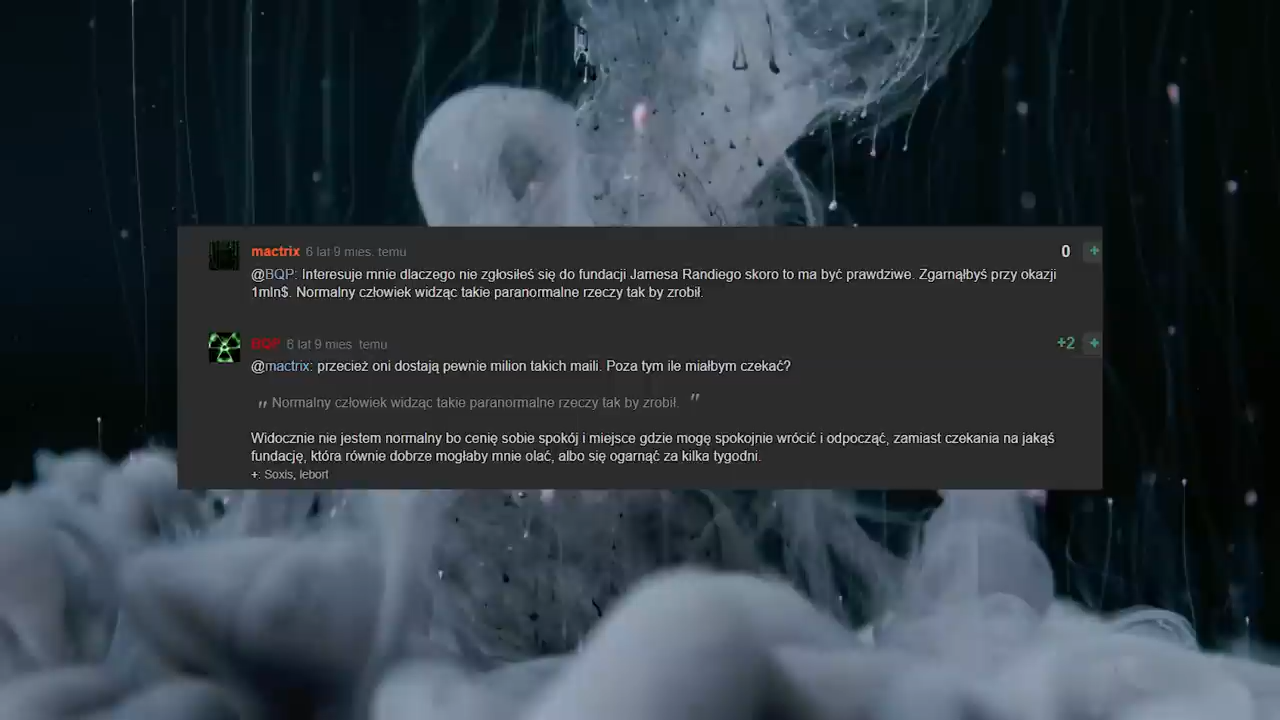 mactrix 6 lat 9 mies. temu 0 +
@BQP: Interesuje mnie dlaczego nie zgłosiłeś się do fundacji Jamesa Randiego skoro to ma być prawdziwe. Zgarnąłbyś przy okazji
1mln$. Normalny człowiek widząc takie paranormalne rzeczy tak by zrobił.
BQP 6 lat 9 mies. temu +2 +
@mactrix: przecież oni dostają pewnie milion takich maili. Poza tym ile miałbym czekać?
„ Normalny człowiek widząc takie paranormalne rzeczy tak by zrobił. ”
Widocznie nie jestem normalny bo cenię sobie spokój i miejsce gdzie mogę spokojnie wrócić i odpocząć, zamiast czekania na jakąś
fundację, która równie dobrze mogłaby mnie olać, albo się ogarnąć za kilka tygodni.
+: Soxis, lebort